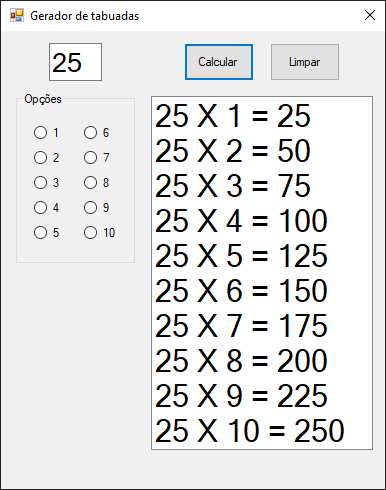 Gerador de tabuadas
25
Calcular
Limpar
Opções
1
6
2
7
3
8
4
9
5
10
25 X 1 = 25
25 X 2 = 50
25 X 3 = 75
25 X 4 = 100
25 X 5 = 125
25 X 6 = 150
25 X 7 = 175
25 X 8 = 200
25 X 9 = 225
25 X 10 = 250